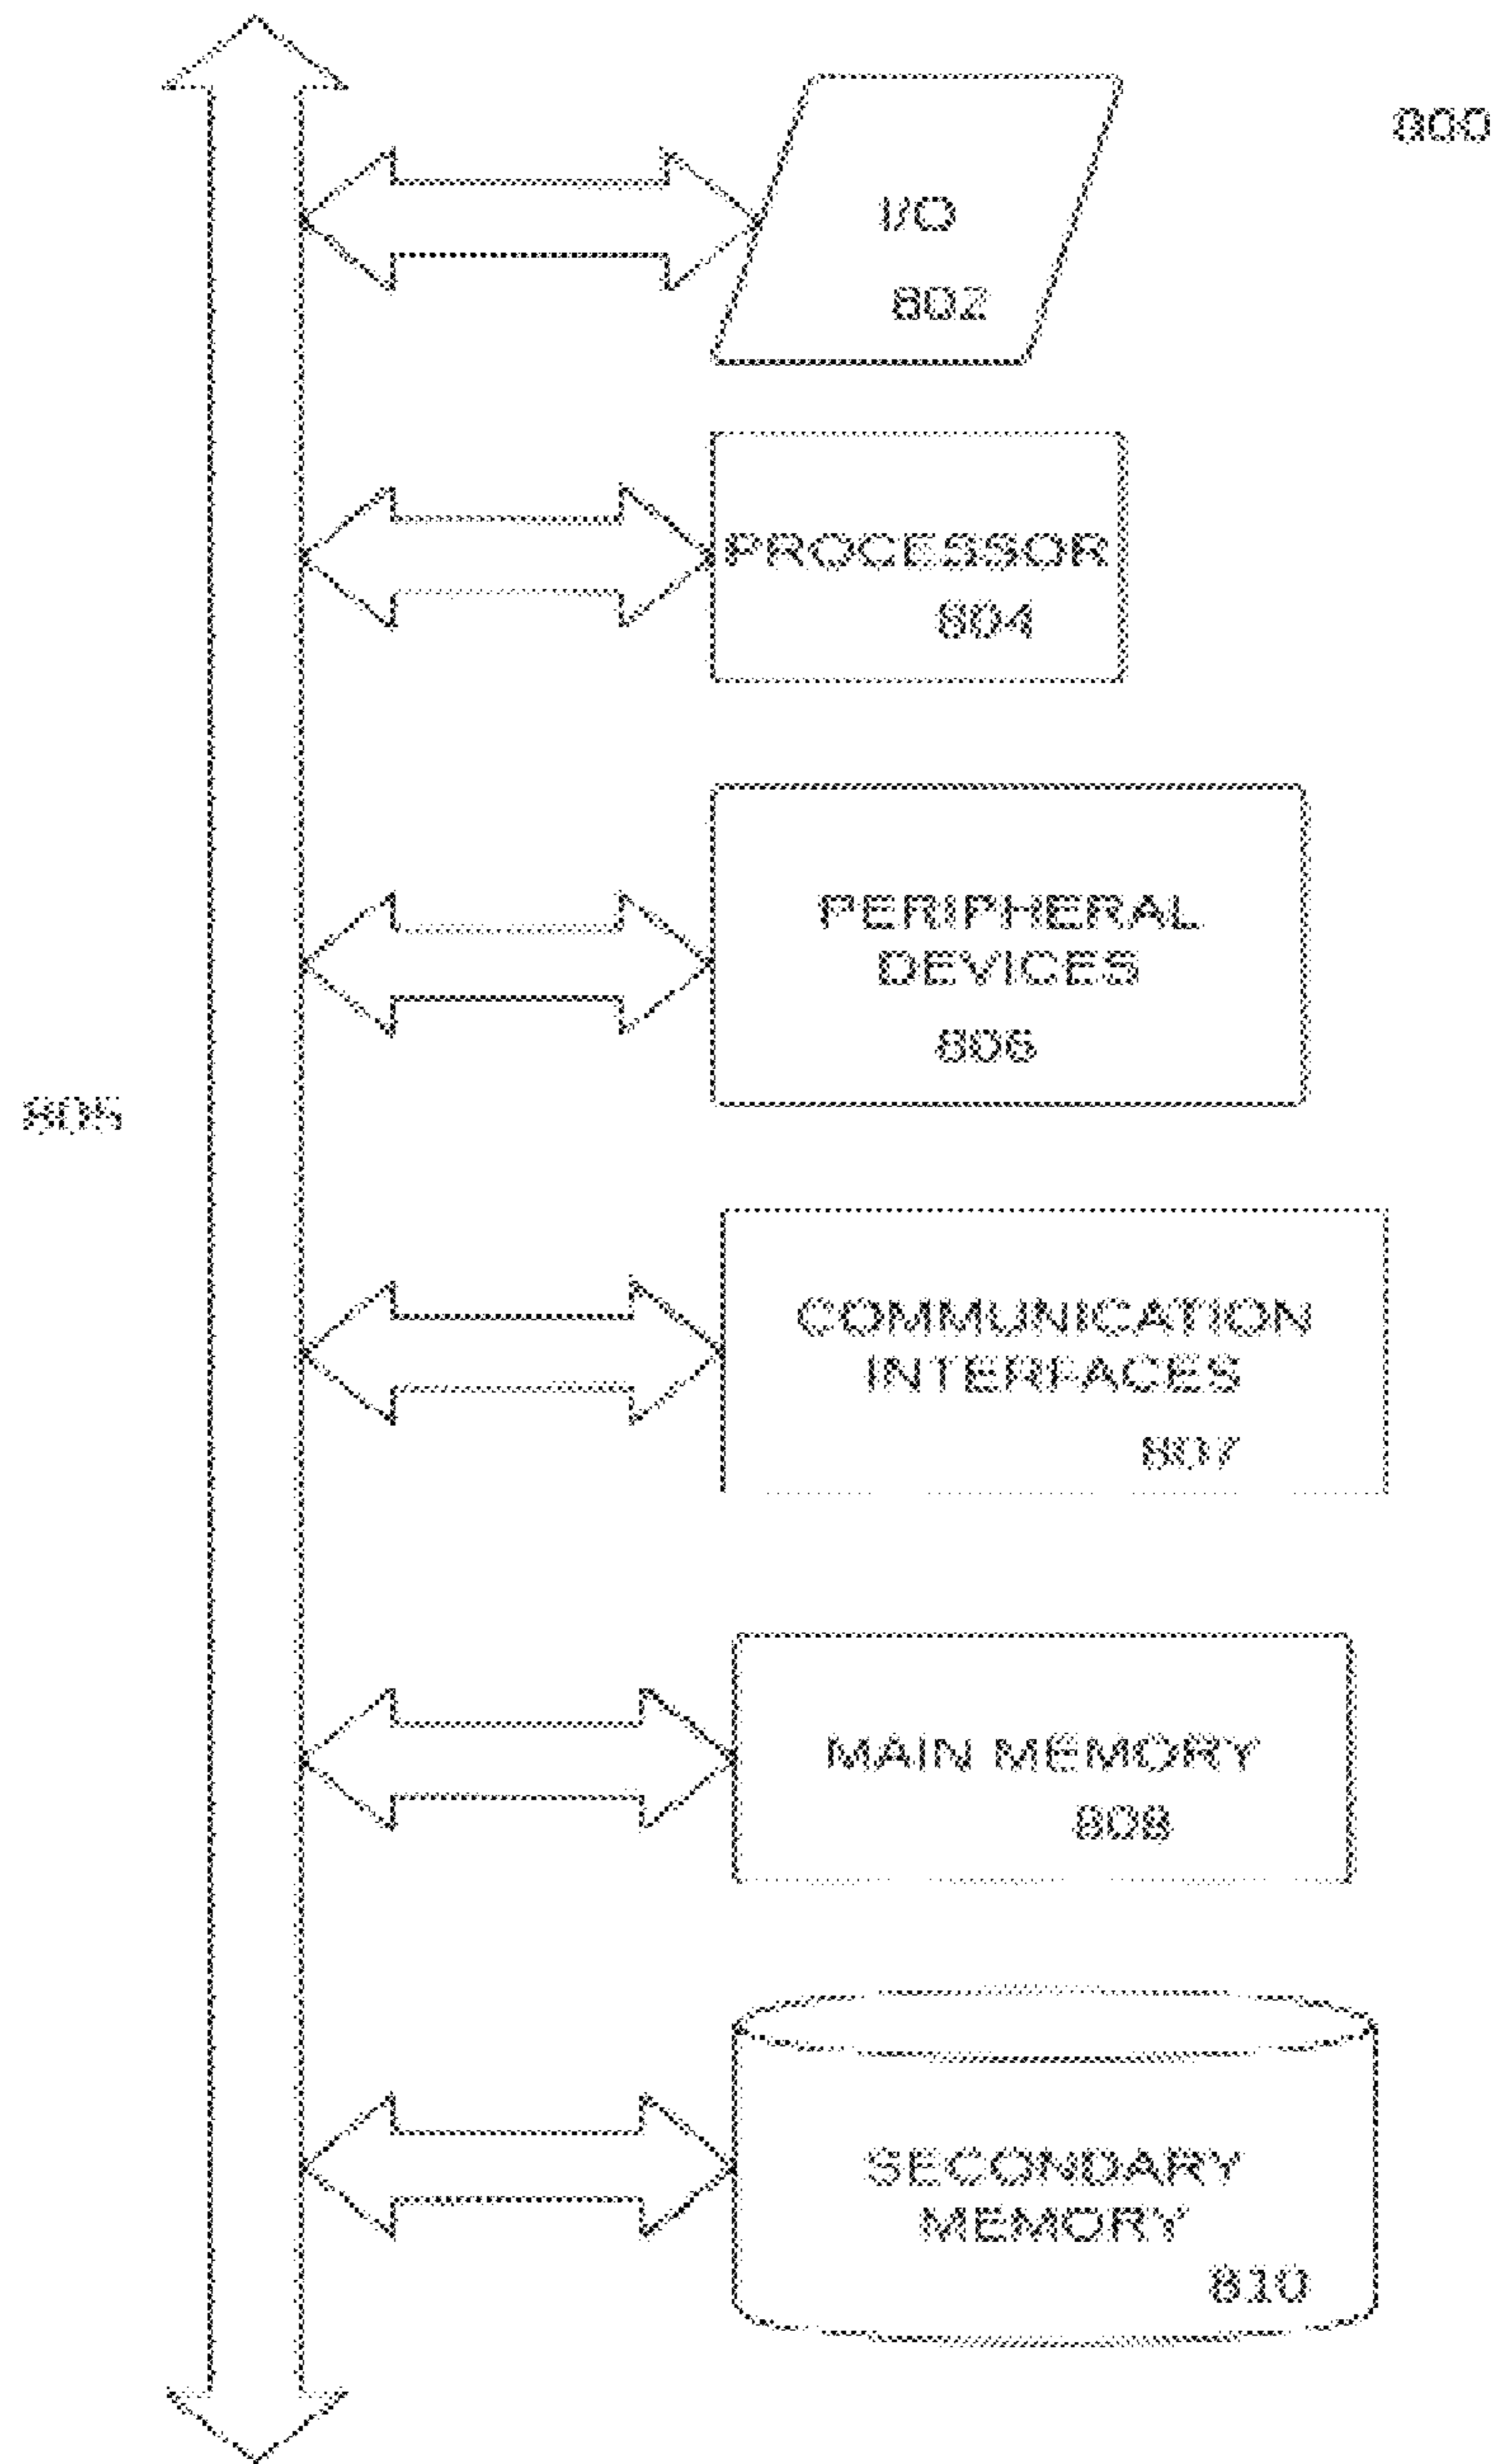 800
I/O
802
PROCESSOR
804
PERIPHERAL
DEVICES
806
805
COMMUNICATION
INTERFACES
807
MAIN MEMORY
808
SECONDARY
MEMORY
810